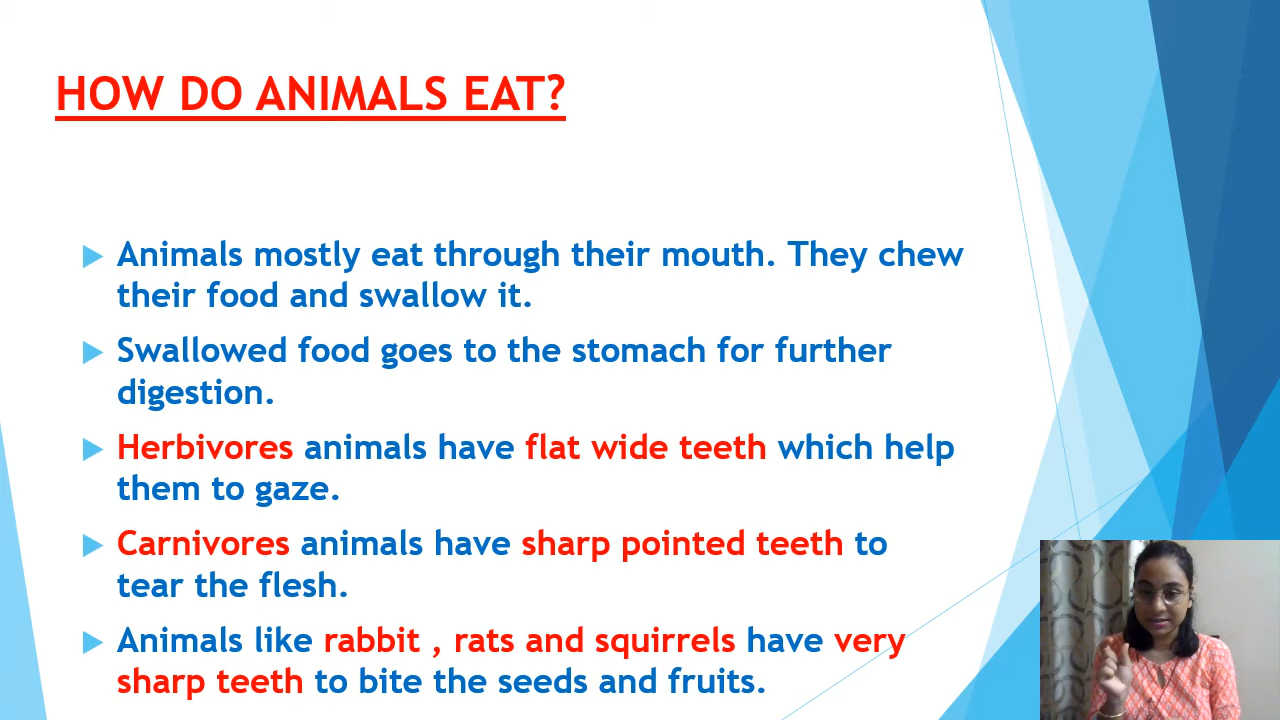 HOW DO ANIMALS EAT?
Animals mostly eat through their mouth. They chew
their food and swallow it.
Swallowed food goes to the stomach for further
digestion.
Herbivores animals have flat wide teeth which help
them to gaze.
Carnivores animals have sharp pointed teeth to
tear the flesh.
Animals like rabbit , rats and squirrels have very
sharp teeth to bite the seeds and fruits.